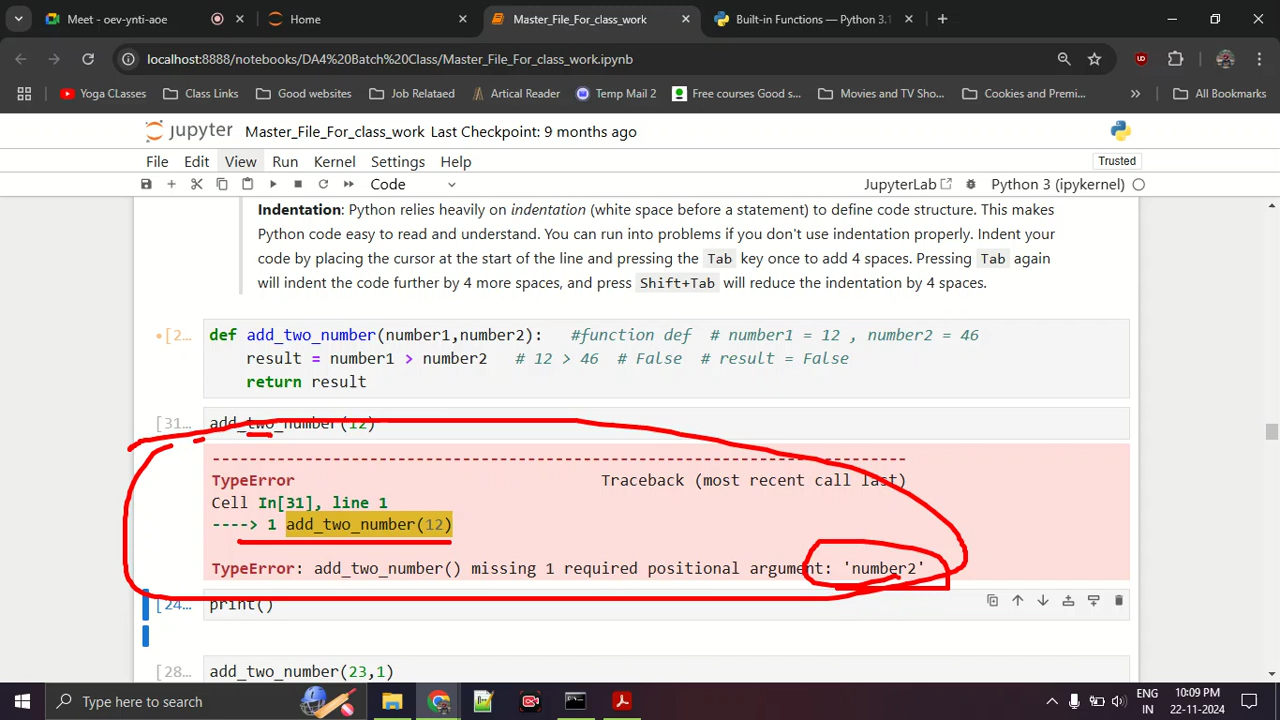 Meet - oev-ynti-aoe
Home
Master_File_For_class_work
Built-in Functions — Python 3.1
localhost:8888/notebooks/DA4%20Batch%20Class/Master_File_For_class_work.ipynb
Yoga CLasses
Class Links
Good websites
Job Relataed
Artical Reader
Temp Mail 2
Free courses Good s...
Movies and TV Sho...
Cookies and Premi...
All Bookmarks
jupyter Master_File_For_class_work Last Checkpoint: 9 months ago
File Edit View Run Kernel Settings Help
Trusted
Code
JupyterLab
Python 3 (ipykernel)
Indentation: Python relies heavily on indentation (white space before a statement) to define code structure. This makes
Python code easy to read and understand. You can run into problems if you don't use indentation properly. Indent your
code by placing the cursor at the start of the line and pressing the Tab key once to add 4 spaces. Pressing Tab again
will indent the code further by 4 more spaces, and press Shift+Tab will reduce the indentation by 4 spaces.
[2... def add_two_number(number1,number2): #function def # number1 = 12 , number2 = 46
result = number1 > number2 # 12 > 46 # False # result = False
return result
[31... add_two_number(12)
---------------------------------------------------------------------------
TypeError Traceback (most recent call last)
Cell In[31], line 1
----> 1 add_two_number(12)
TypeError: add_two_number() missing 1 required positional argument: 'number2'
[24... print()
[28... add_two_number(23,1)
Type here to search
ENG
IN
10:09 PM
22-11-2024